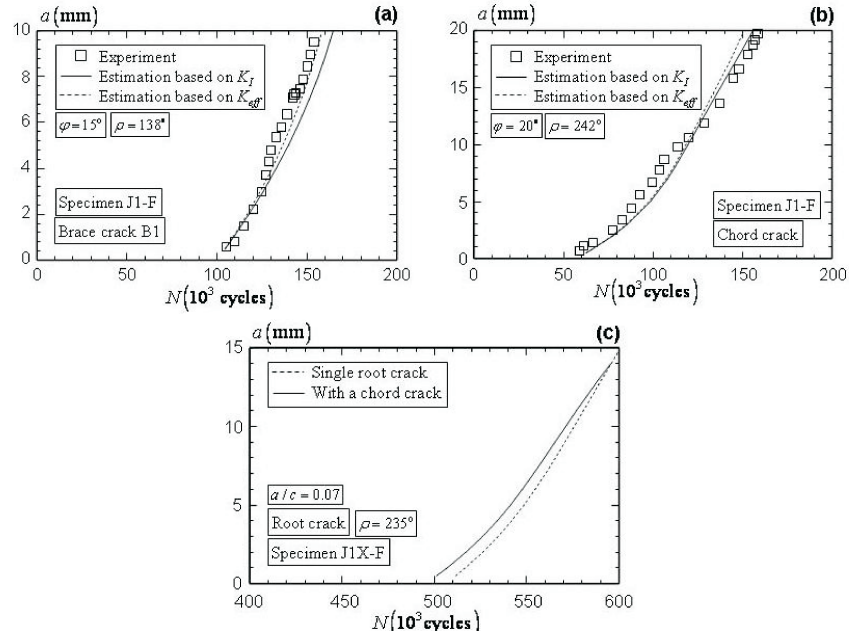 a (mm) (a)
10
8
6
4
2
0
Experiment
Estimation based on K_I
Estimation based on K_eff
φ=15° ρ=138°
Specimen J1-F
Brace crack B1
0 50 100 150 200
N(10³ cycles)
a (mm) (b)
20
15
10
5
0
Experiment
Estimation based on K_I
Estimation based on K_eff
φ=20° ρ=242°
Specimen J1-F
Chord crack
0 50 100 150 200
N(10³ cycles)
a (mm) (c)
15
10
5
0
Single root crack
With a chord crack
a/c = 0.07
Root crack ρ=235°
Specimen J1X-F
400 450 500 550 600
N(10³ cycles)